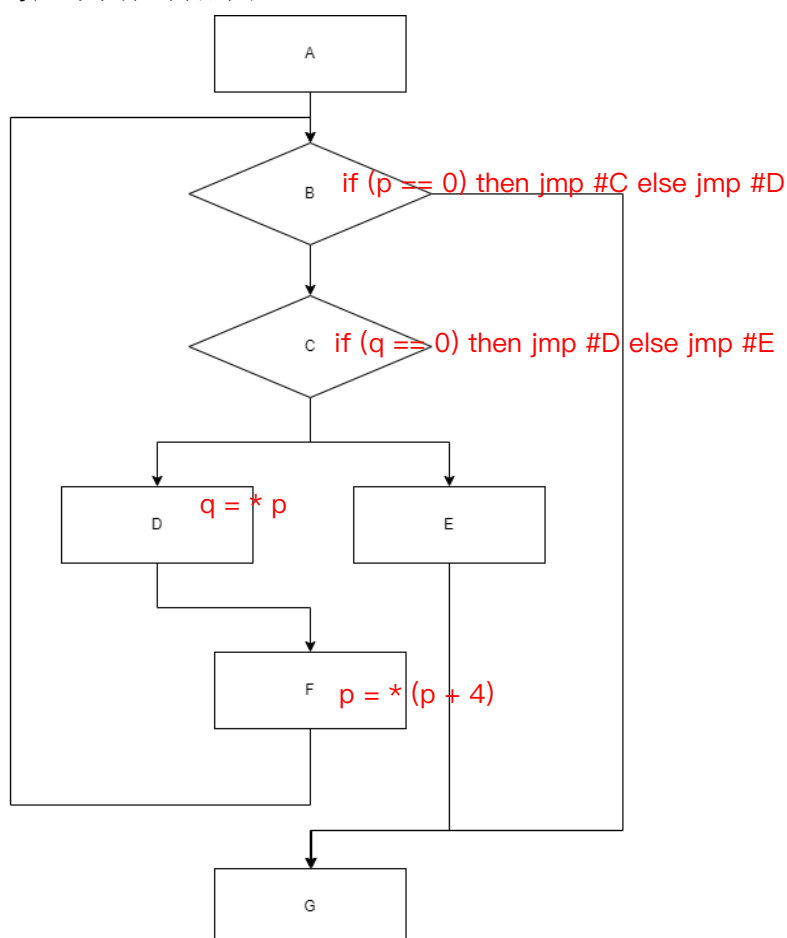 A
B
if (p == 0) then jmp #C else jmp #D
C
if (q == 0) then jmp #D else jmp #E
D
q = * p
E
F
p = * (p + 4)
G